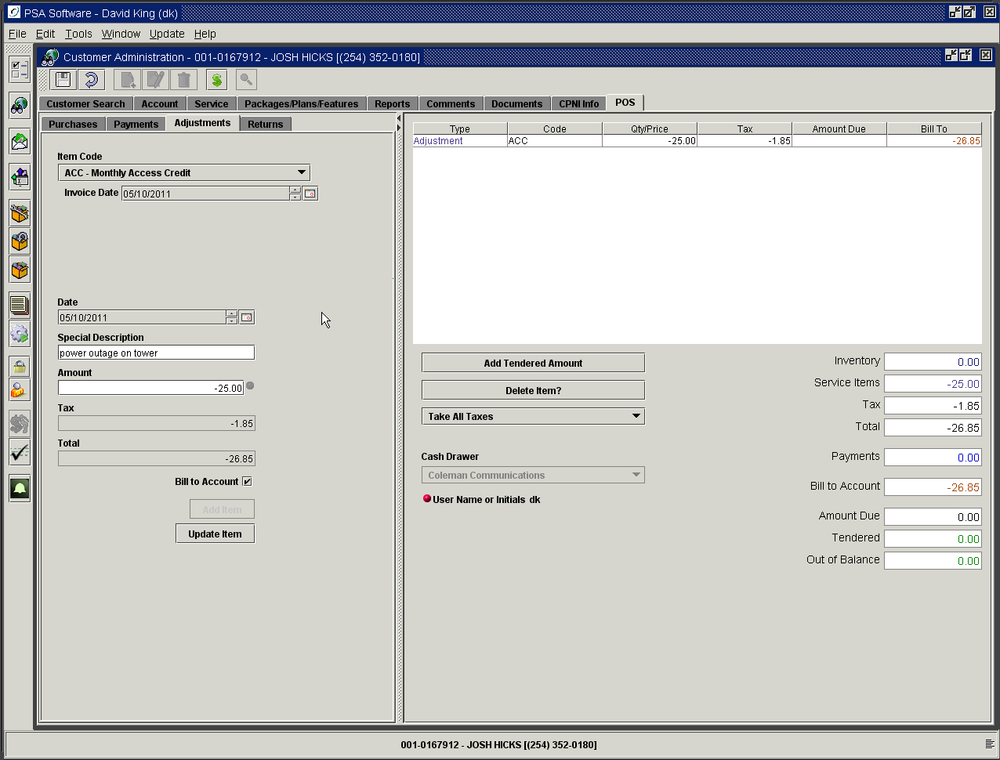 PSA Software - David King (dk)
File Edit Tools Window Update Help
Customer Administration - 001-0167912 - JOSH HICKS [(254) 352-0180]
Customer Search Account Service Packages/Plans/Features Reports Comments Documents CPNI Info POS
Purchases Payments Adjustments Returns
Item Code
ACC - Monthly Access Credit
Invoice Date 05/10/2011
Date
05/10/2011
Special Description
power outage on tower
Amount
-25.00
Tax
-1.85
Total
-26.85
Bill to Account
Add Item
Update Item
Type Code Qty/Price Tax Amount Due Bill To
Adjustment ACC -25.00 -1.85 -26.85
Add Tendered Amount
Delete Item?
Take All Taxes
Cash Drawer
Coleman Communications
User Name or Initials dk
Inventory 0.00
Service Items -25.00
Tax -1.85
Total -26.85
Payments 0.00
Bill to Account -26.85
Amount Due 0.00
Tendered 0.00
Out of Balance 0.00
001-0167912 - JOSH HICKS [(254) 352-0180]